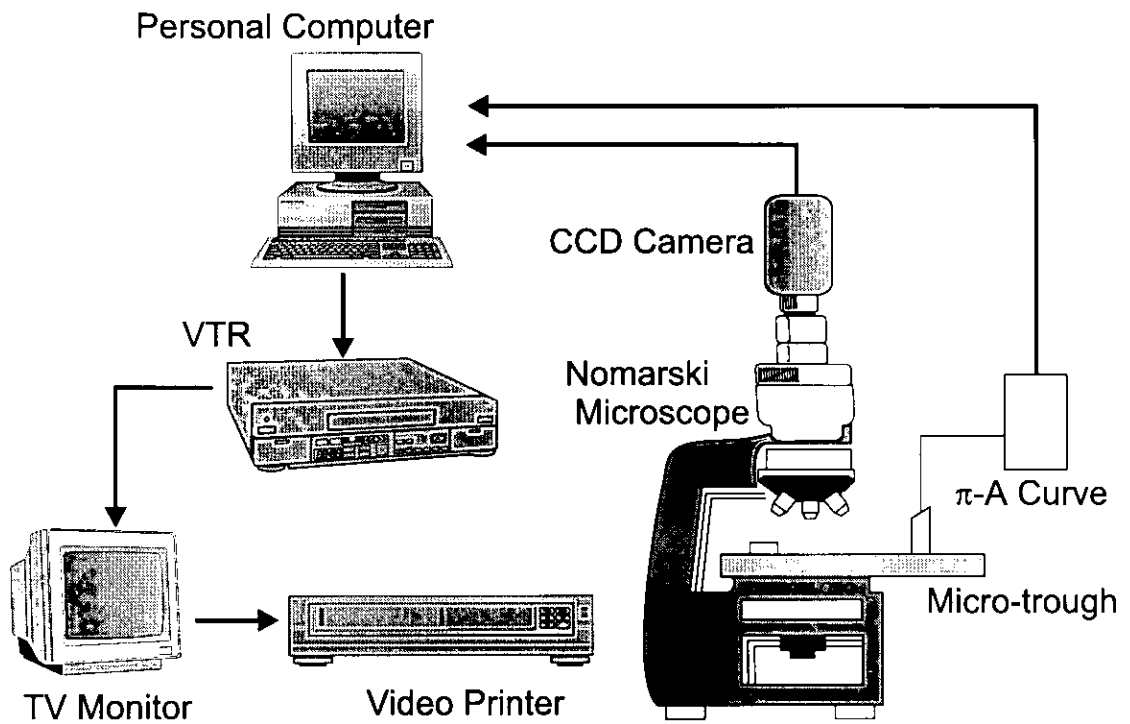 Personal Computer
CCD Camera
VTR
Nomarski
Microscope
π-A Curve
Micro-trough
TV Monitor
Video Printer